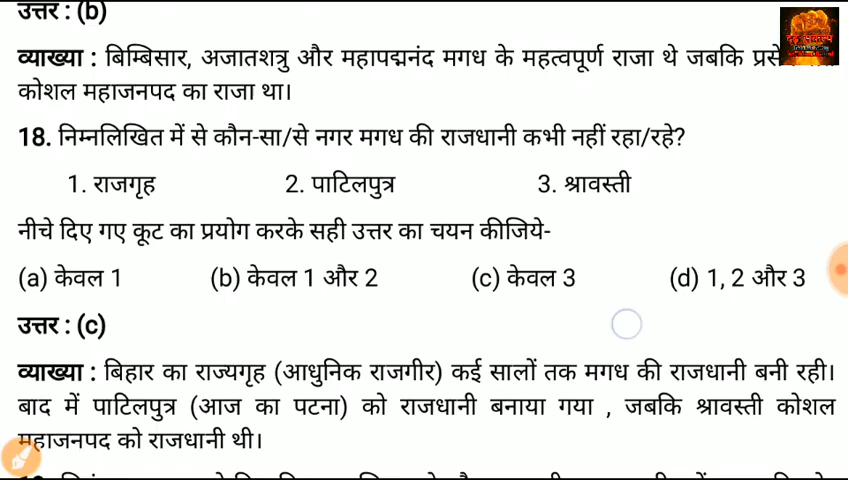 उत्तर : (b)
व्याख्या : बिम्बिसार, अजातशत्रु और महापद्मनंद मगध के महत्वपूर्ण राजा थे जबकि
कोशल महाजनपद का राजा था।
18. निम्नलिखित में से कौन-सा/से नगर मगध की राजधानी कभी नहीं रहा/रहे?
1. राजगृह 2. पाटिलपुत्र 3. श्रावस्ती
नीचे दिए गए कूट का प्रयोग करके सही उत्तर का चयन कीजिये-
(a) केवल 1 (b) केवल 1 और 2 (c) केवल 3 (d) 1, 2 और 3
उत्तर : (c)
व्याख्या : बिहार का राज्यगृह (आधुनिक राजगीर) कई सालों तक मगध की राजधानी बनी रही।
बाद में पाटिलपुत्र (आज का पटना) को राजधानी बनाया गया , जबकि श्रावस्ती कोशल
महाजनपद को राजधानी थी।